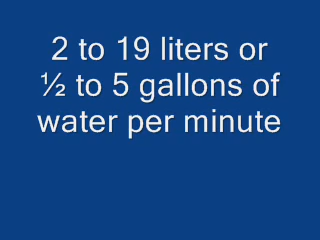 2 to 19 liters or
½ to 5 gallons of
water per minute